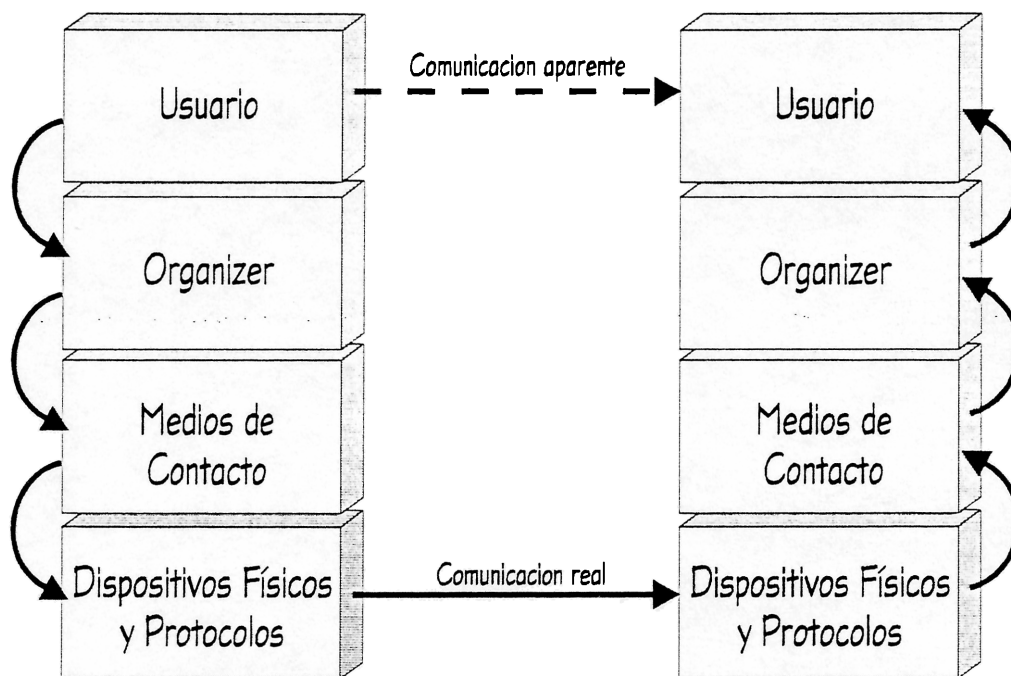 Usuario
Comunicacion aparente
Usuario
Organizer
Organizer
Medios de
Contacto
Medios de
Contacto
Dispositivos Físicos
y Protocolos
Comunicacion real
Dispositivos Físicos
y Protocolos